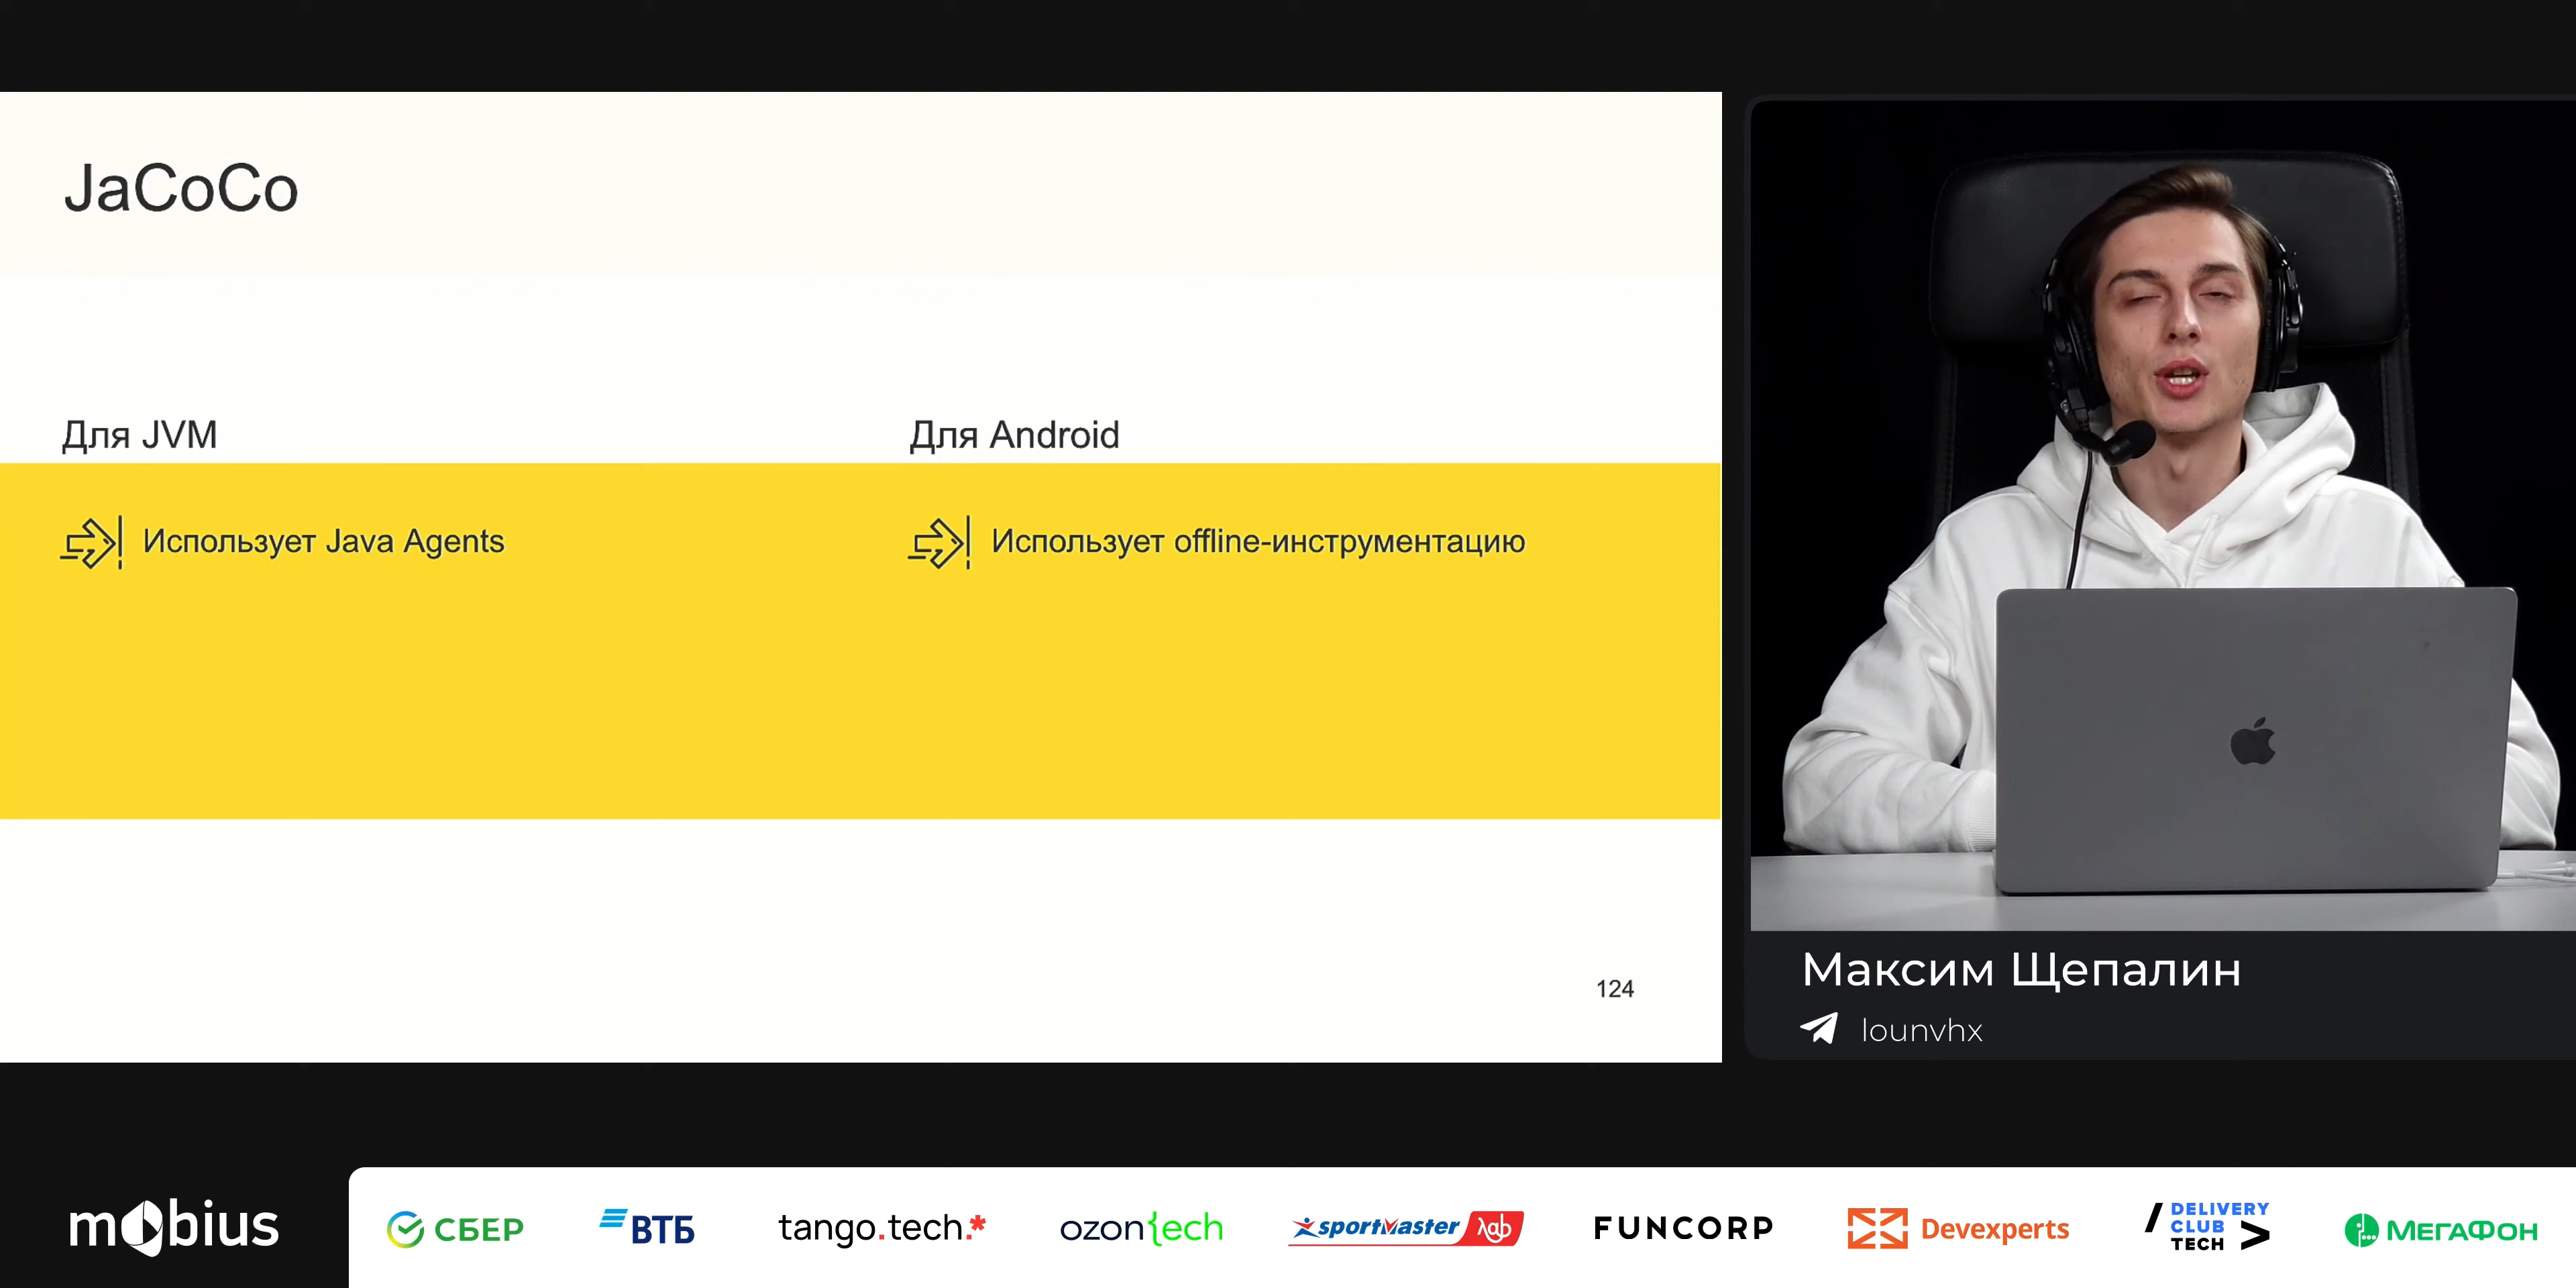 JaCoCo
Для JVM
Для Android
Использует Java Agents
Использует offline-инструментацию
124
Максим Щепалин
lounvhx
mobius
СБЕР
ВТБ
tango.tech.*
ozon{ech
sportmaster lab
FUNCORP
Devexperts
/ DELIVERY
CLUB
TECH >
МЕГАФОН